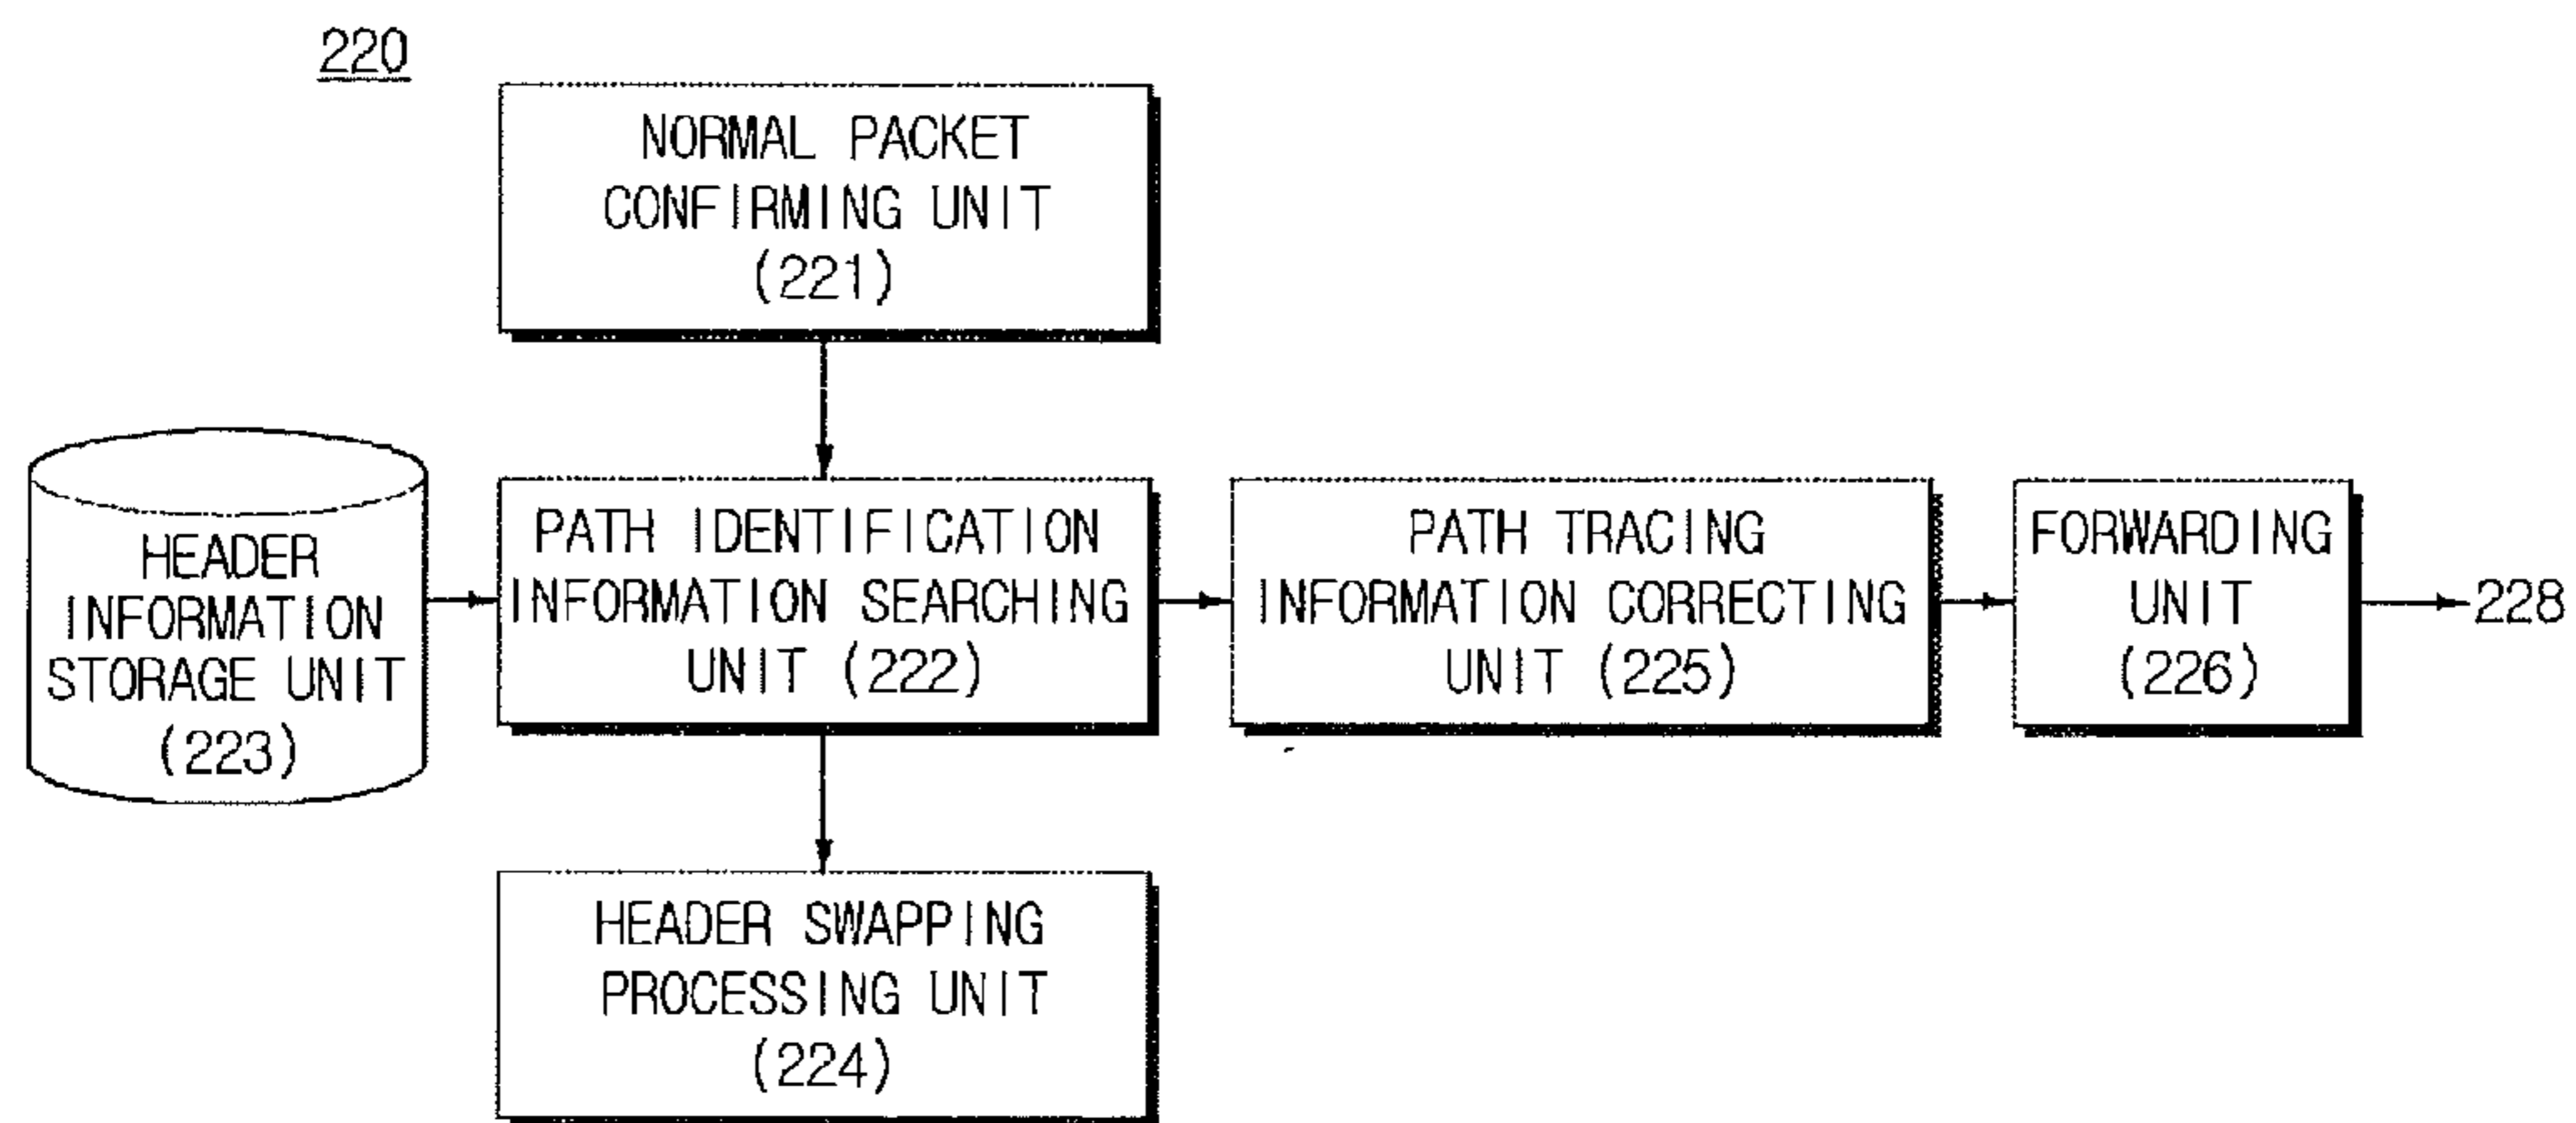 220
NORMAL PACKET
CONFIRMING UNIT
(221)
HEADER
INFORMATION
STORAGE UNIT
(223)
PATH IDENTIFICATION
INFORMATION SEARCHING
UNIT (222)
PATH TRACING
INFORMATION CORRECTING
UNIT (225)
FORWARDING
UNIT
(226)
228
HEADER SWAPPING
PROCESSING UNIT
(224)